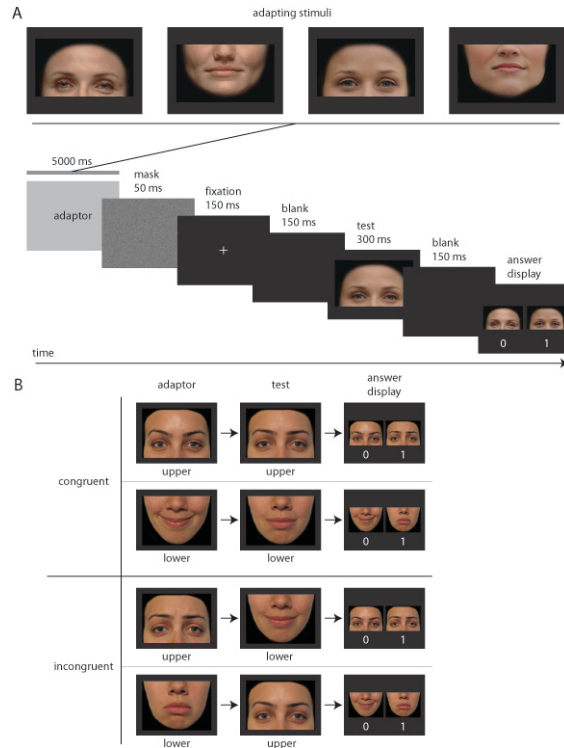 A
adapting stimuli
5000 ms
adaptor
mask
50 ms
fixation
150 ms
blank
150 ms
test
300 ms
blank
150 ms
answer
display
0 1
time
B
adaptor test answer
display
congruent
upper upper
0 1
lower lower
0 1
incongruent
upper lower
0 1
lower upper
0 1